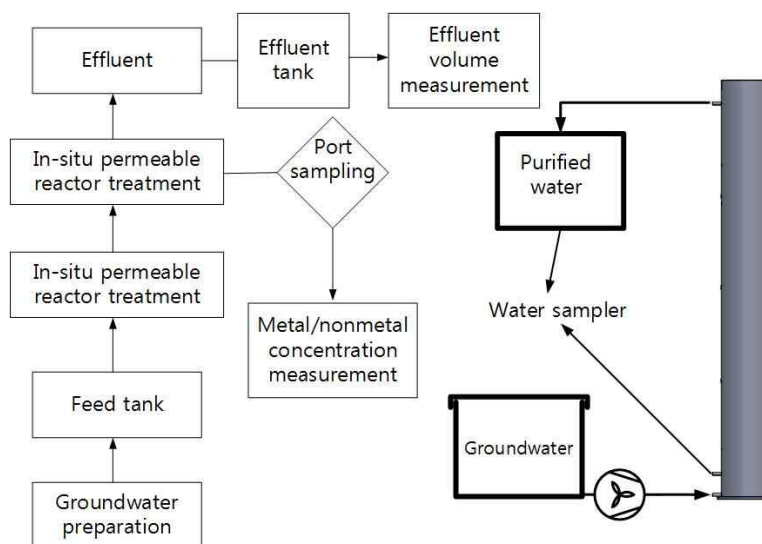 Effluent
Effluent
tank
Effluent
volume
measurement
In-situ permeable
reactor treatment
Port
sampling
In-situ permeable
reactor treatment
Metal/nonmetal
concentration
measurement
Feed tank
Groundwater
preparation
Purified
water
Water sampler
Groundwater